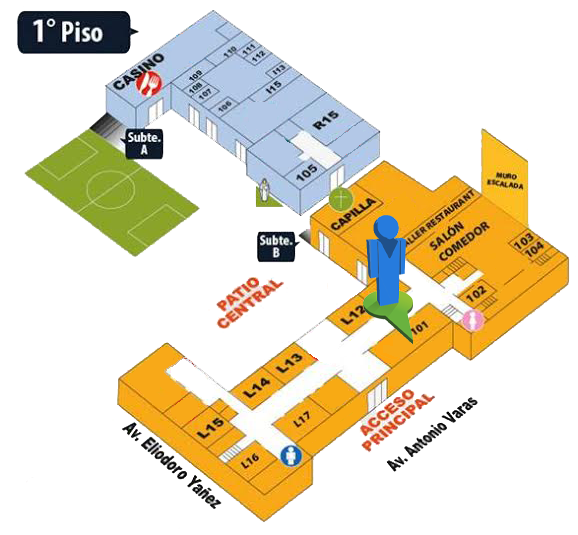 1° Piso
CASINO
109
110
111
112
113
108
107
106
I15
R15
105
Subte.
A
MURO
ESCALADA
CAPILLA
ALLER RESTAURANT
SALÓN
COMEDOR
103
104
102
Subte.
B
PATIO
CENTRAL
L12
101
L13
L14
L15
L16
L17
ACCESO
PRINCIPAL
Av. Antonio Varas
Av. Eliodoro Yañez